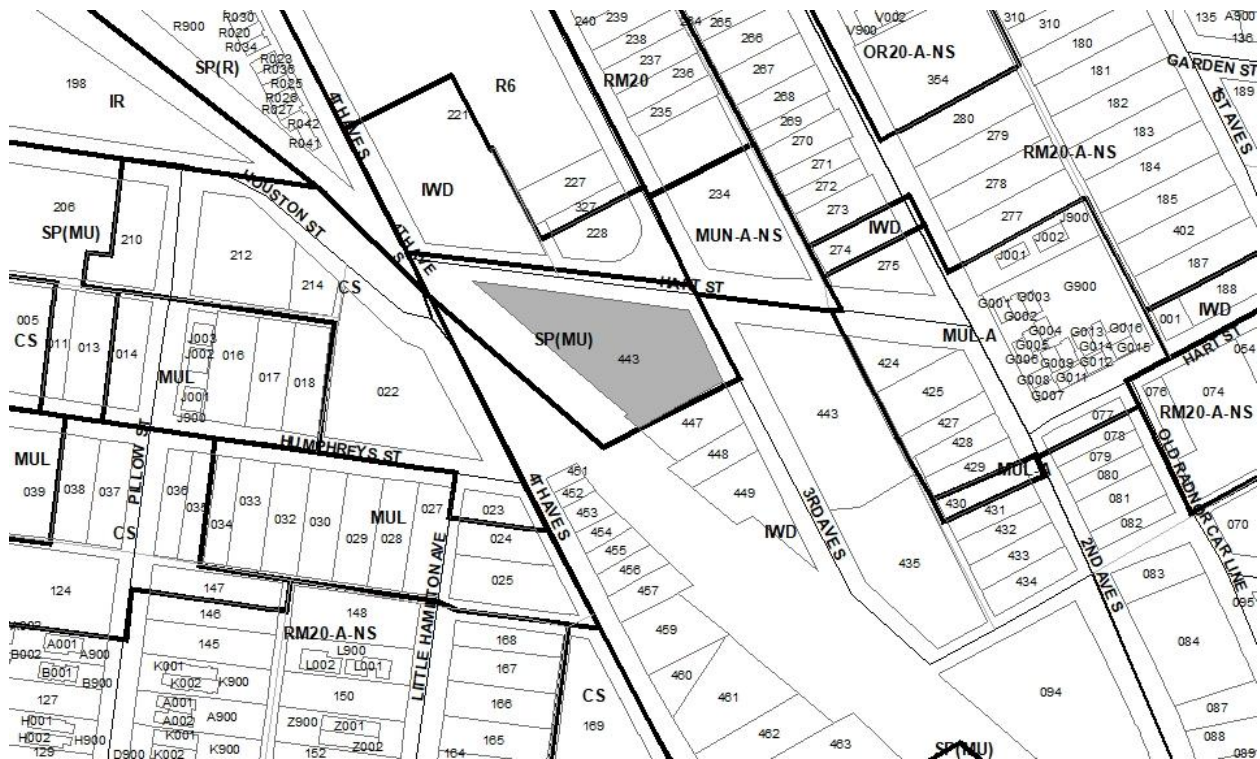 R030
R020
R034
R900
SP(R)
R023
R036
R025
R026
R027
R042
R041
198
IR
4TH AVE S
221
R6
IWD
240
239
238
237
236
235
RM20
264
265
266
267
268
269
270
271
272
273
274
IWD
275
V002
V900
OR20-A-NS
354
310
310
180
181
182
183
184
185
402
187
188
IWD
001
135
A900
136
GARDEN ST
189
1ST AVE S
280
279
278
277
RM20-A-NS
J900
J002
J001
G900
G001
G003
G002
G004
G005
G006
G008
G007
G009
G011
G013
G014
G012
G016
G015
HART ST
064
206
SP(MU)
210
HOUSTON ST
212
214
CS
227
327
228
234
MUN-A-NS
4TH AVE S
HART ST
SP(MU)
443
MUL-A
005
CS
011
013
014
J003
J002
016
MUL
J001
J900
017
018
022
447
448
449
443
424
425
427
428
429
430
MUL-A
431
432
433
434
435
076
074
RM20-A-NS
077
078
079
080
081
082
OLD RADNOR CAR LINE
070
083
084
095
087
088
089
2ND AVE S
3RD AVE S
IWD
MUL
039
038
037
PILLOW ST
CS
036
035
034
033
032
030
029
028
027
MUL
HUMPHREYS ST
023
024
025
4TH AVE S
451
452
453
454
455
456
457
459
460
461
462
463
094
SP(MU)
124
147
146
145
148
RM20-A-NS
LITTLE HAMILTON AVE
L900
L002
L001
150
Z900
Z001
Z002
152
168
167
166
165
164
CS
169
A001
A900
B002
B001
B900
127
H001
H002
H900
129
K001
K002
K900
A001
A002
A900
K001
K002
K900
D900